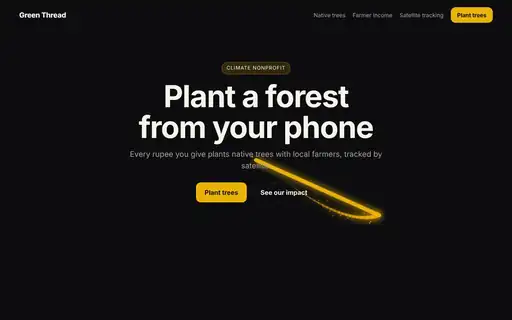 Green Thread
Native trees
Farmer income
Satellite tracking
Plant trees
CLIMATE NONPROFIT
Plant a forest
from your phone
Every rupee you give plants native trees with local farmers, tracked by
Plant trees
See our impact